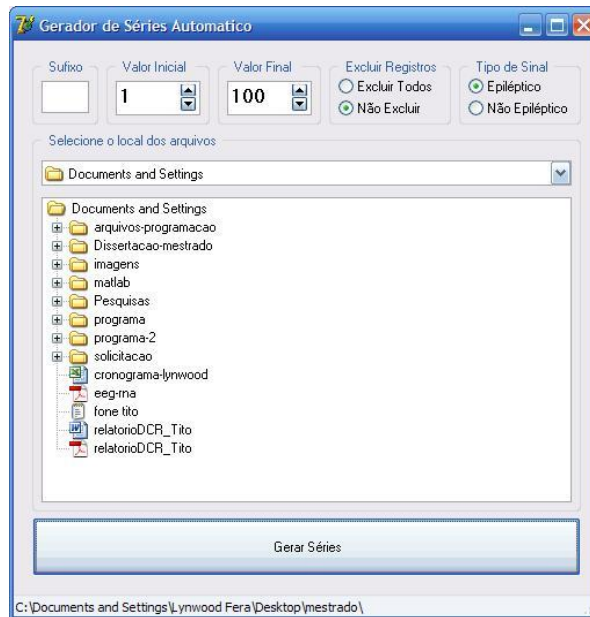 Gerador de Séries Automatico
Sufixo
Valor Inicial
Valor Final
Excluir Registros
Tipo de Sinal
1
100
Excluir Todos
Não Excluir
Epiléptico
Não Epiléptico
Selecione o local dos arquivos
Documents and Settings
Documents and Settings
arquivos-programacao
Dissertacao-mestrado
imagens
matlab
Pesquisas
programa
programa-2
solicitacao
cronograma-lynwood
eeg-rna
fone tito
relatorioDCR_Tito
relatorioDCR_Tito
Gerar Séries
C:\Documents and Settings\Lynwood Fera\Desktop\mestrado\